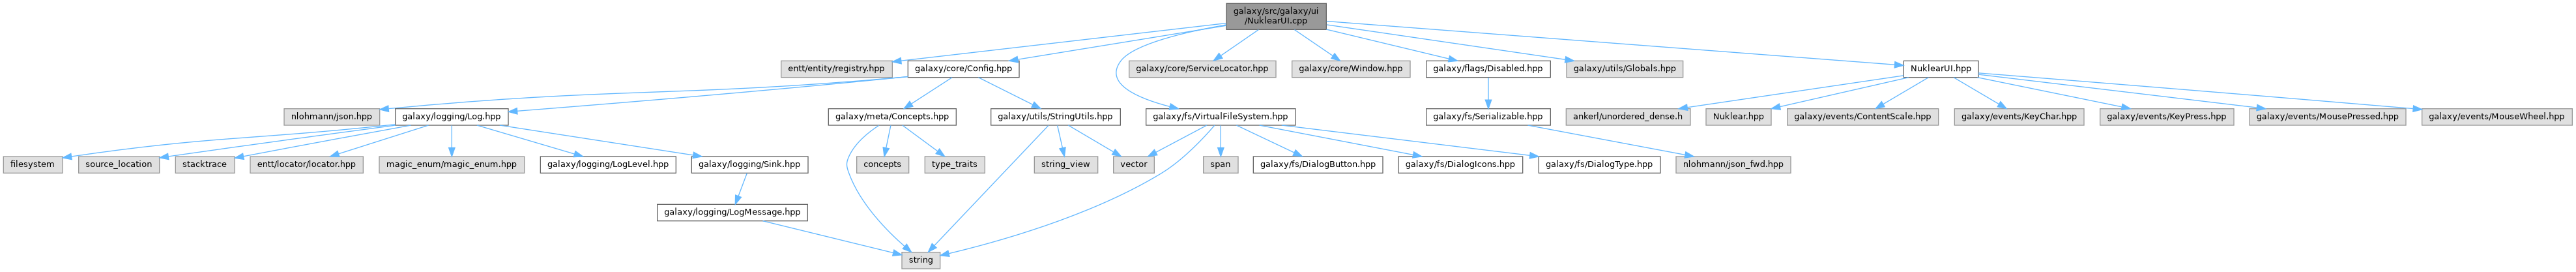 galaxy/src/galaxy/ui
/NuklearUI.cpp
entt/entity/registry.hpp
galaxy/core/Config.hpp
galaxy/core/ServiceLocator.hpp
galaxy/core/Window.hpp
galaxy/flags/Disabled.hpp
galaxy/utils/Globals.hpp
NuklearUI.hpp
nlohmann/json.hpp
galaxy/logging/Log.hpp
galaxy/meta/Concepts.hpp
galaxy/utils/StringUtils.hpp
galaxy/fs/VirtualFileSystem.hpp
galaxy/fs/Serializable.hpp
ankerl/unordered_dense.h
Nuklear.hpp
galaxy/events/ContentScale.hpp
galaxy/events/KeyChar.hpp
galaxy/events/KeyPress.hpp
galaxy/events/MousePressed.hpp
galaxy/events/MouseWheel.hpp
filesystem
source_location
stacktrace
entt/locator/locator.hpp
magic_enum/magic_enum.hpp
galaxy/logging/LogLevel.hpp
galaxy/logging/Sink.hpp
concepts
type_traits
string_view
vector
span
galaxy/fs/DialogButton.hpp
galaxy/fs/DialogIcons.hpp
galaxy/fs/DialogType.hpp
nlohmann/json_fwd.hpp
galaxy/logging/LogMessage.hpp
string